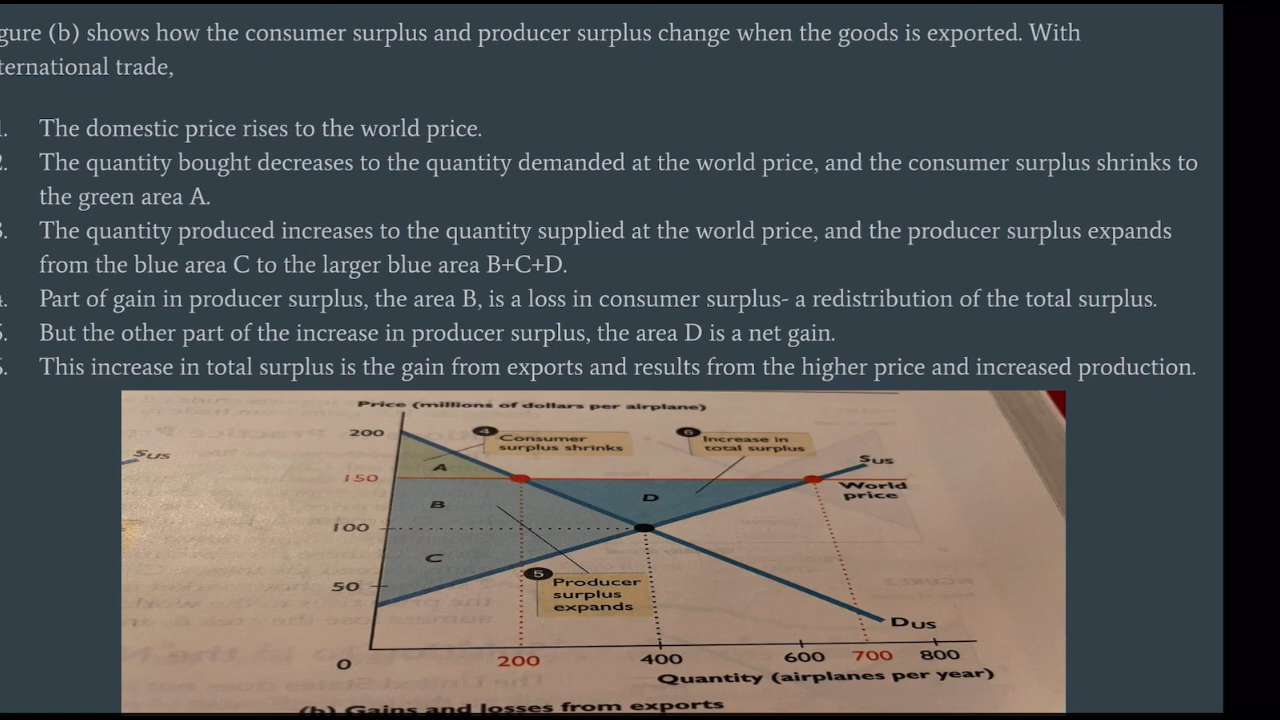 gure (b) shows how the consumer surplus and producer surplus change when the goods is exported. With
ternational trade,
The domestic price rises to the world price.
2. The quantity bought decreases to the quantity demanded at the world price, and the consumer surplus shrinks to
the green area A.
3. The quantity produced increases to the quantity supplied at the world price, and the producer surplus expands
from the blue area C to the larger blue area B+C+D.
Part of gain in producer surplus, the area B, is a loss in consumer surplus- a redistribution of the total surplus.
But the other part of the increase in producer surplus, the area D is a net gain.
This increase in total surplus is the gain from exports and results from the higher price and increased production.
Price (millions of dollars per airplane)
200
4 Consumer
surplus shrinks
6 Increase in
total surplus
SUS
SUS
A
150
World
price
B
D
100
C
50
5 Producer
surplus
expands
DUS
0
200
400
600
700
800
Quantity (airplanes per year)
(b) Gains and losses from exports